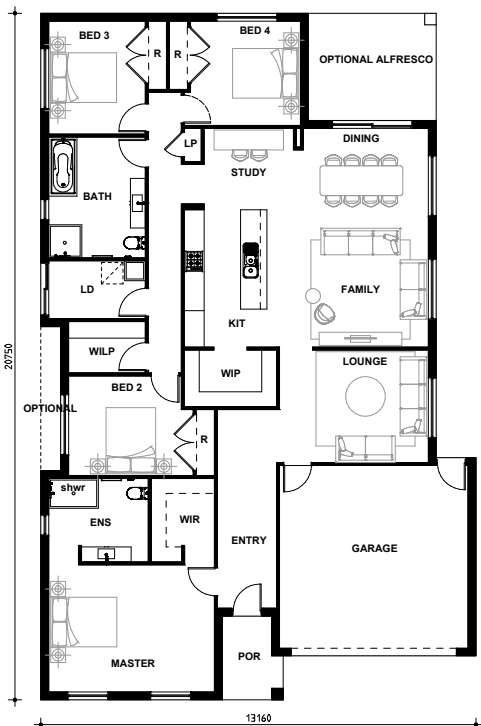 BED 3
R
R
BED 4
OPTIONAL ALFRESCO
LP
STUDY
DINING
BATH
LD
KIT
FAMILY
WILP
WIP
LOUNGE
BED 2
OPTIONAL
R
shwr
ENS
WIR
ENTRY
GARAGE
MASTER
POR
20750
13160